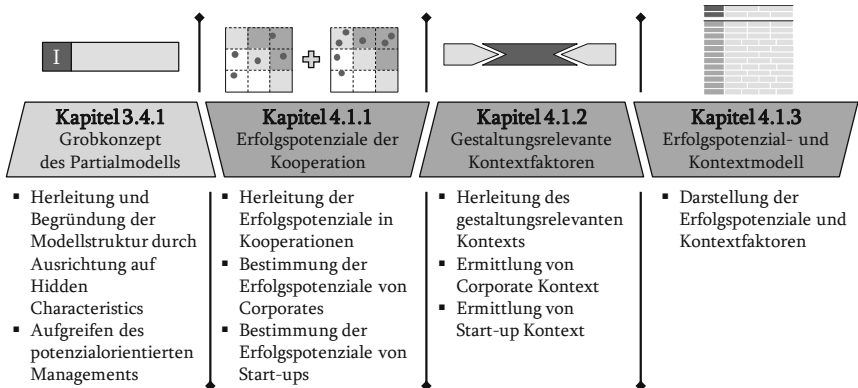 I
Kapitel 3.4.1
Grobkonzept
des Partialmodells
Kapitel 4.1.1
Erfolgspotenziale der
Kooperation
Kapitel 4.1.2
Gestaltungsrelevante
Kontextfaktoren
Kapitel 4.1.3
Erfolgspotenzial- und
Kontextmodell
▪ Herleitung und
Begründung der
Modellstruktur durch
Ausrichtung auf
Hidden
Characteristics
▪ Aufgreifen des
potenzialorientierten
Managements
▪ Herleitung der
Erfolgspotenziale in
Kooperationen
▪ Bestimmung der
Erfolgspotenziale von
Corporates
▪ Bestimmung der
Erfolgspotenziale von
Start-ups
▪ Herleitung des
gestaltungsrelevanten
Kontexts
▪ Ermittlung von
Corporate Kontext
▪ Ermittlung von
Start-up Kontext
▪ Darstellung der
Erfolgspotenziale und
Kontextfaktoren